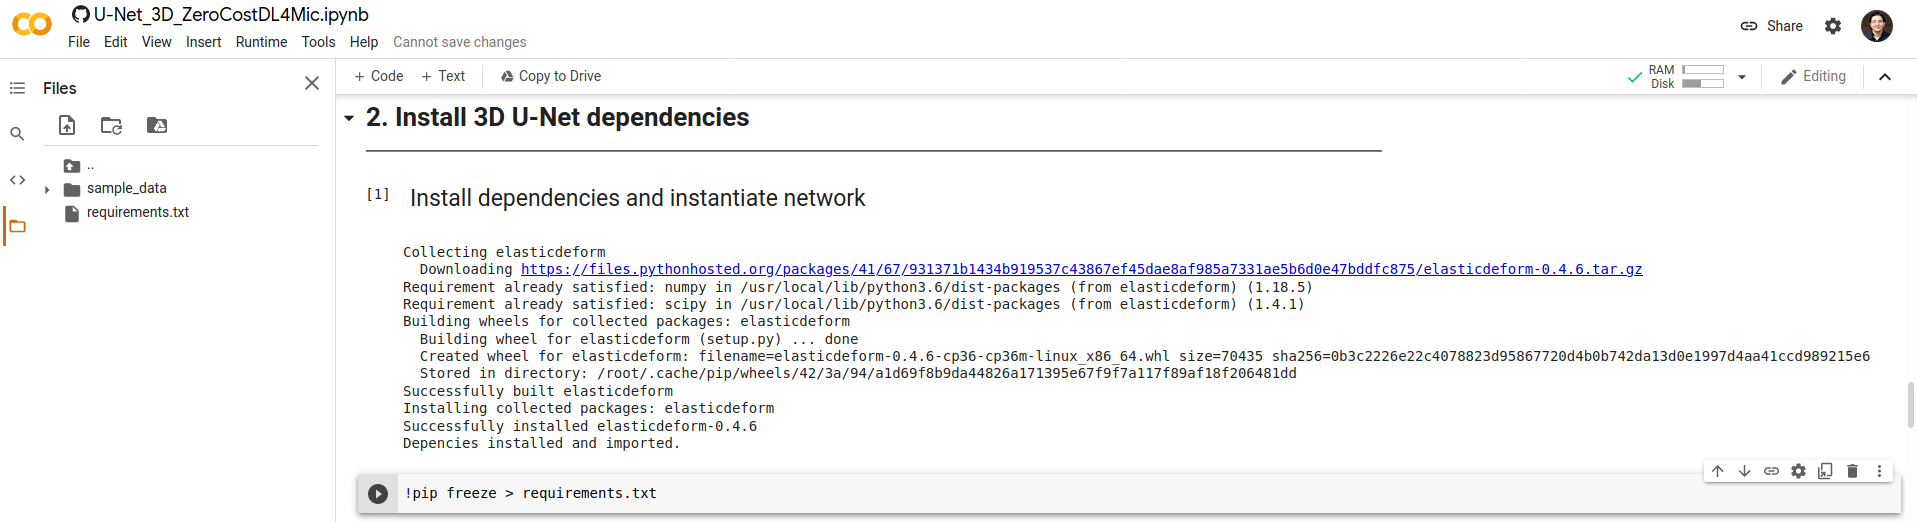 U-Net_3D_ZeroCostDL4Mic.ipynb
File Edit View Insert Runtime Tools Help Cannot save changes
Share
Files
+ Code + Text Copy to Drive
RAM
Disk
Editing
..
sample_data
requirements.txt
2. Install 3D U-Net dependencies
[1] Install dependencies and instantiate network
Collecting elasticdeform
Downloading https://files.pythonhosted.org/packages/41/67/931371b1434b919537c43867ef45dae8af985a7331ae5b6d0e47bddfc875/elasticdeform-0.4.6.tar.gz
Requirement already satisfied: numpy in /usr/local/lib/python3.6/dist-packages (from elasticdeform) (1.18.5)
Requirement already satisfied: scipy in /usr/local/lib/python3.6/dist-packages (from elasticdeform) (1.4.1)
Building wheels for collected packages: elasticdeform
Building wheel for elasticdeform (setup.py) ... done
Created wheel for elasticdeform: filename=elasticdeform-0.4.6-cp36-cp36m-linux_x86_64.whl size=70435 sha256=0b3c2226e22c4078823d95867720d4b0b742da13d0e1997d4aa41ccd989215e6
Stored in directory: /root/.cache/pip/wheels/42/3a/94/a1d69f8b9da44826a171395e67f9f7a117f89af18f206481dd
Successfully built elasticdeform
Installing collected packages: elasticdeform
Successfully installed elasticdeform-0.4.6
Depencies installed and imported.
!pip freeze > requirements.txt